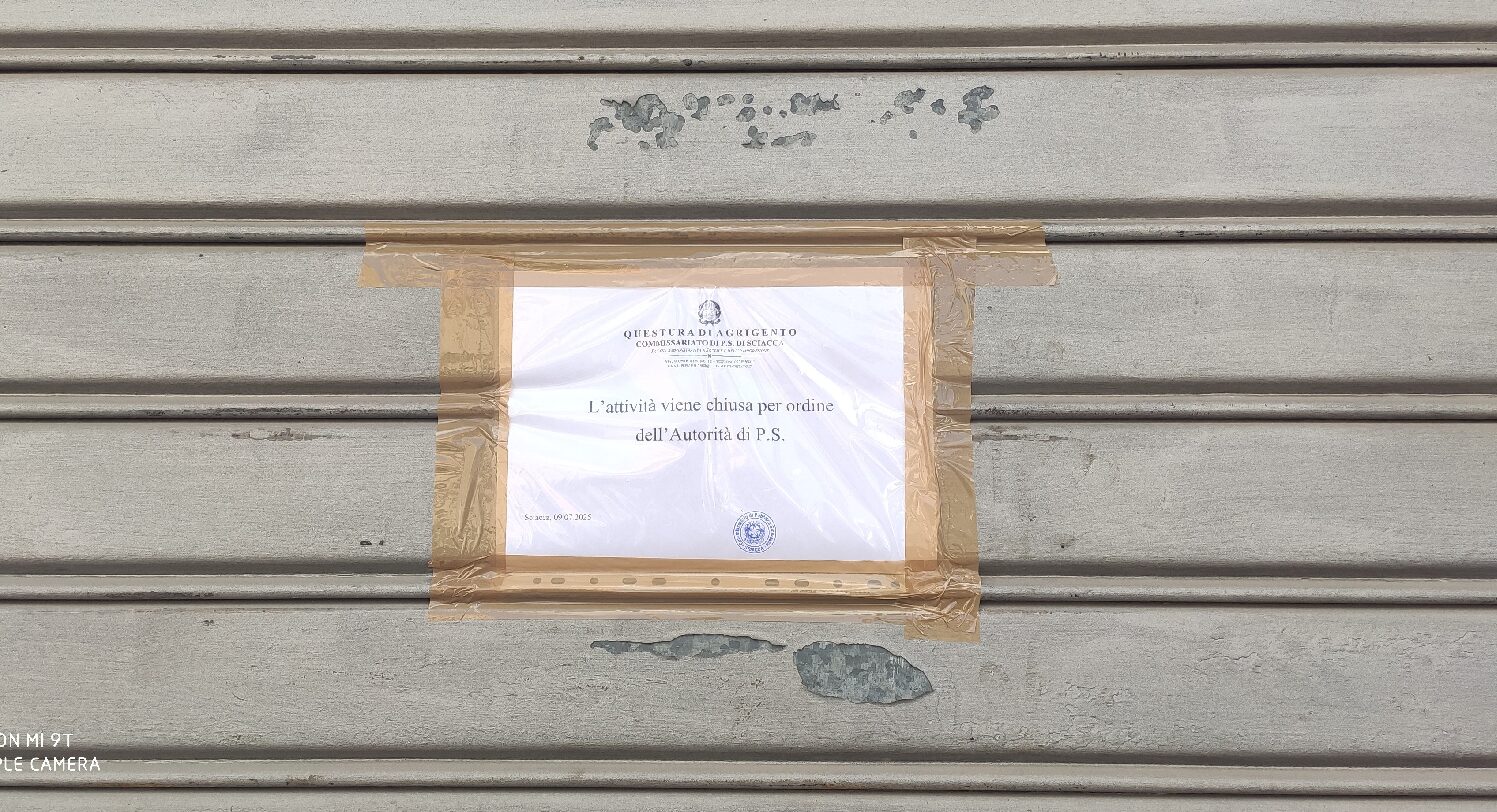 QUESTURA DI AGRIGENTO
COMMISSARIATO DI P.S. DI SCIACCA
L'attività viene chiusa per ordine
dell'Autorità di P.S.
Sciacca, 09/07/2025
ON MI 9T
PLE CAMERA